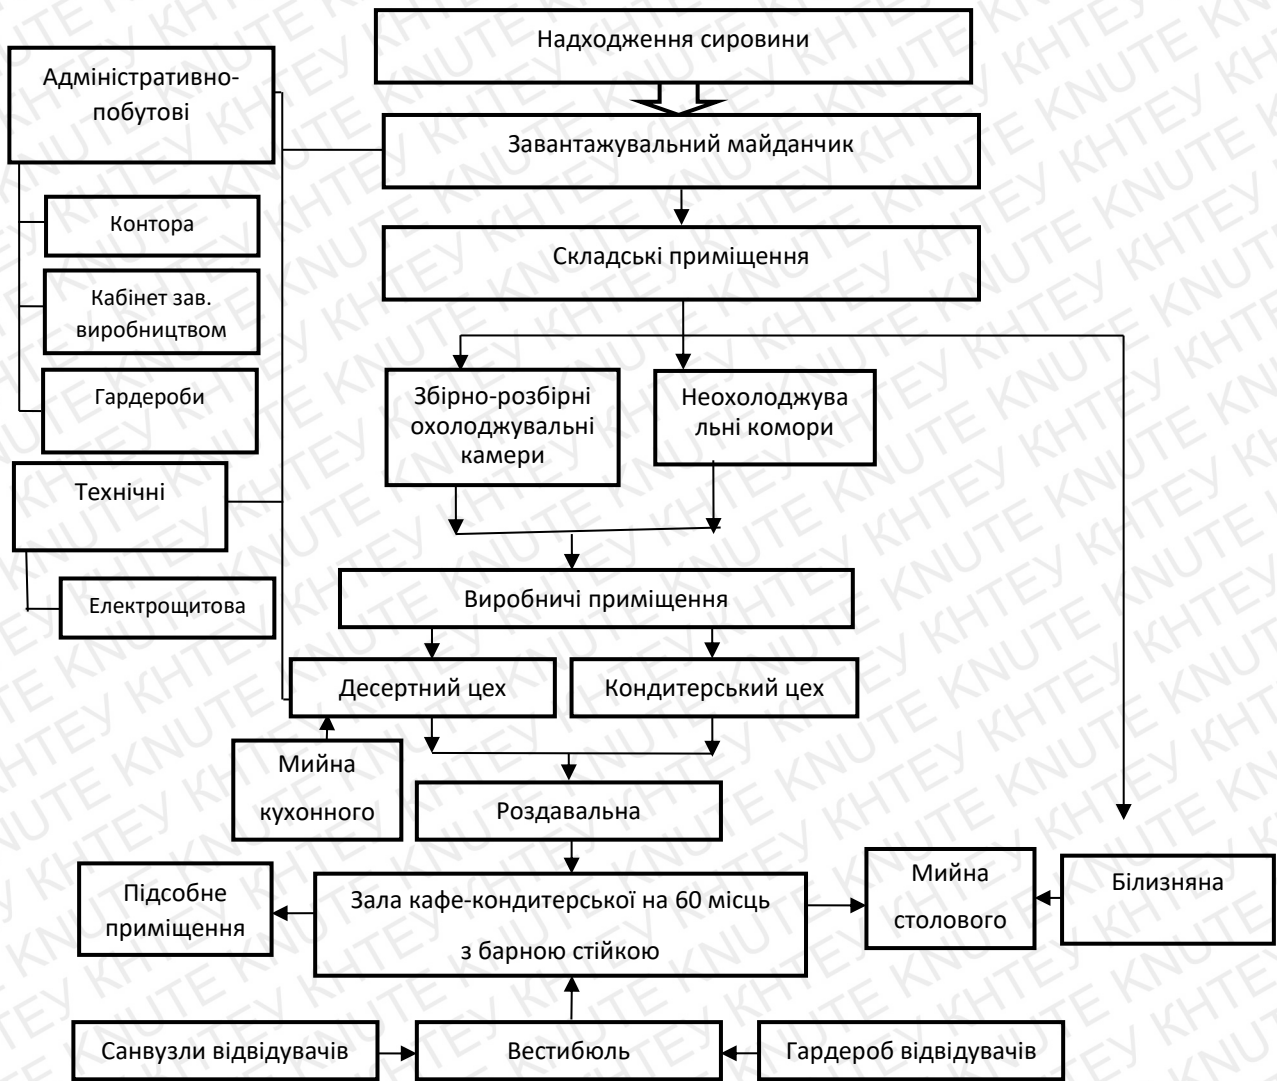 Надходження сировини
Адміністративно-
побутові
Завантажувальний майданчик
Контора
Складські приміщення
Кабінет зав.
виробництвом
Гардероби
Збірно-розбірні
охолоджувальні
камери
Неохолоджува
льні комори
Технічні
Електрощитова
Виробничі приміщення
Десертний цех
Кондитерський цех
Мийна
кухонного
Роздавальна
Підсобне
приміщення
Зала кафе-кондитерської на 60 місць
з барною стійкою
Мийна
столового
Білизняна
Санвузли відвідувачів
Вестибюль
Гардероб відвідувачів